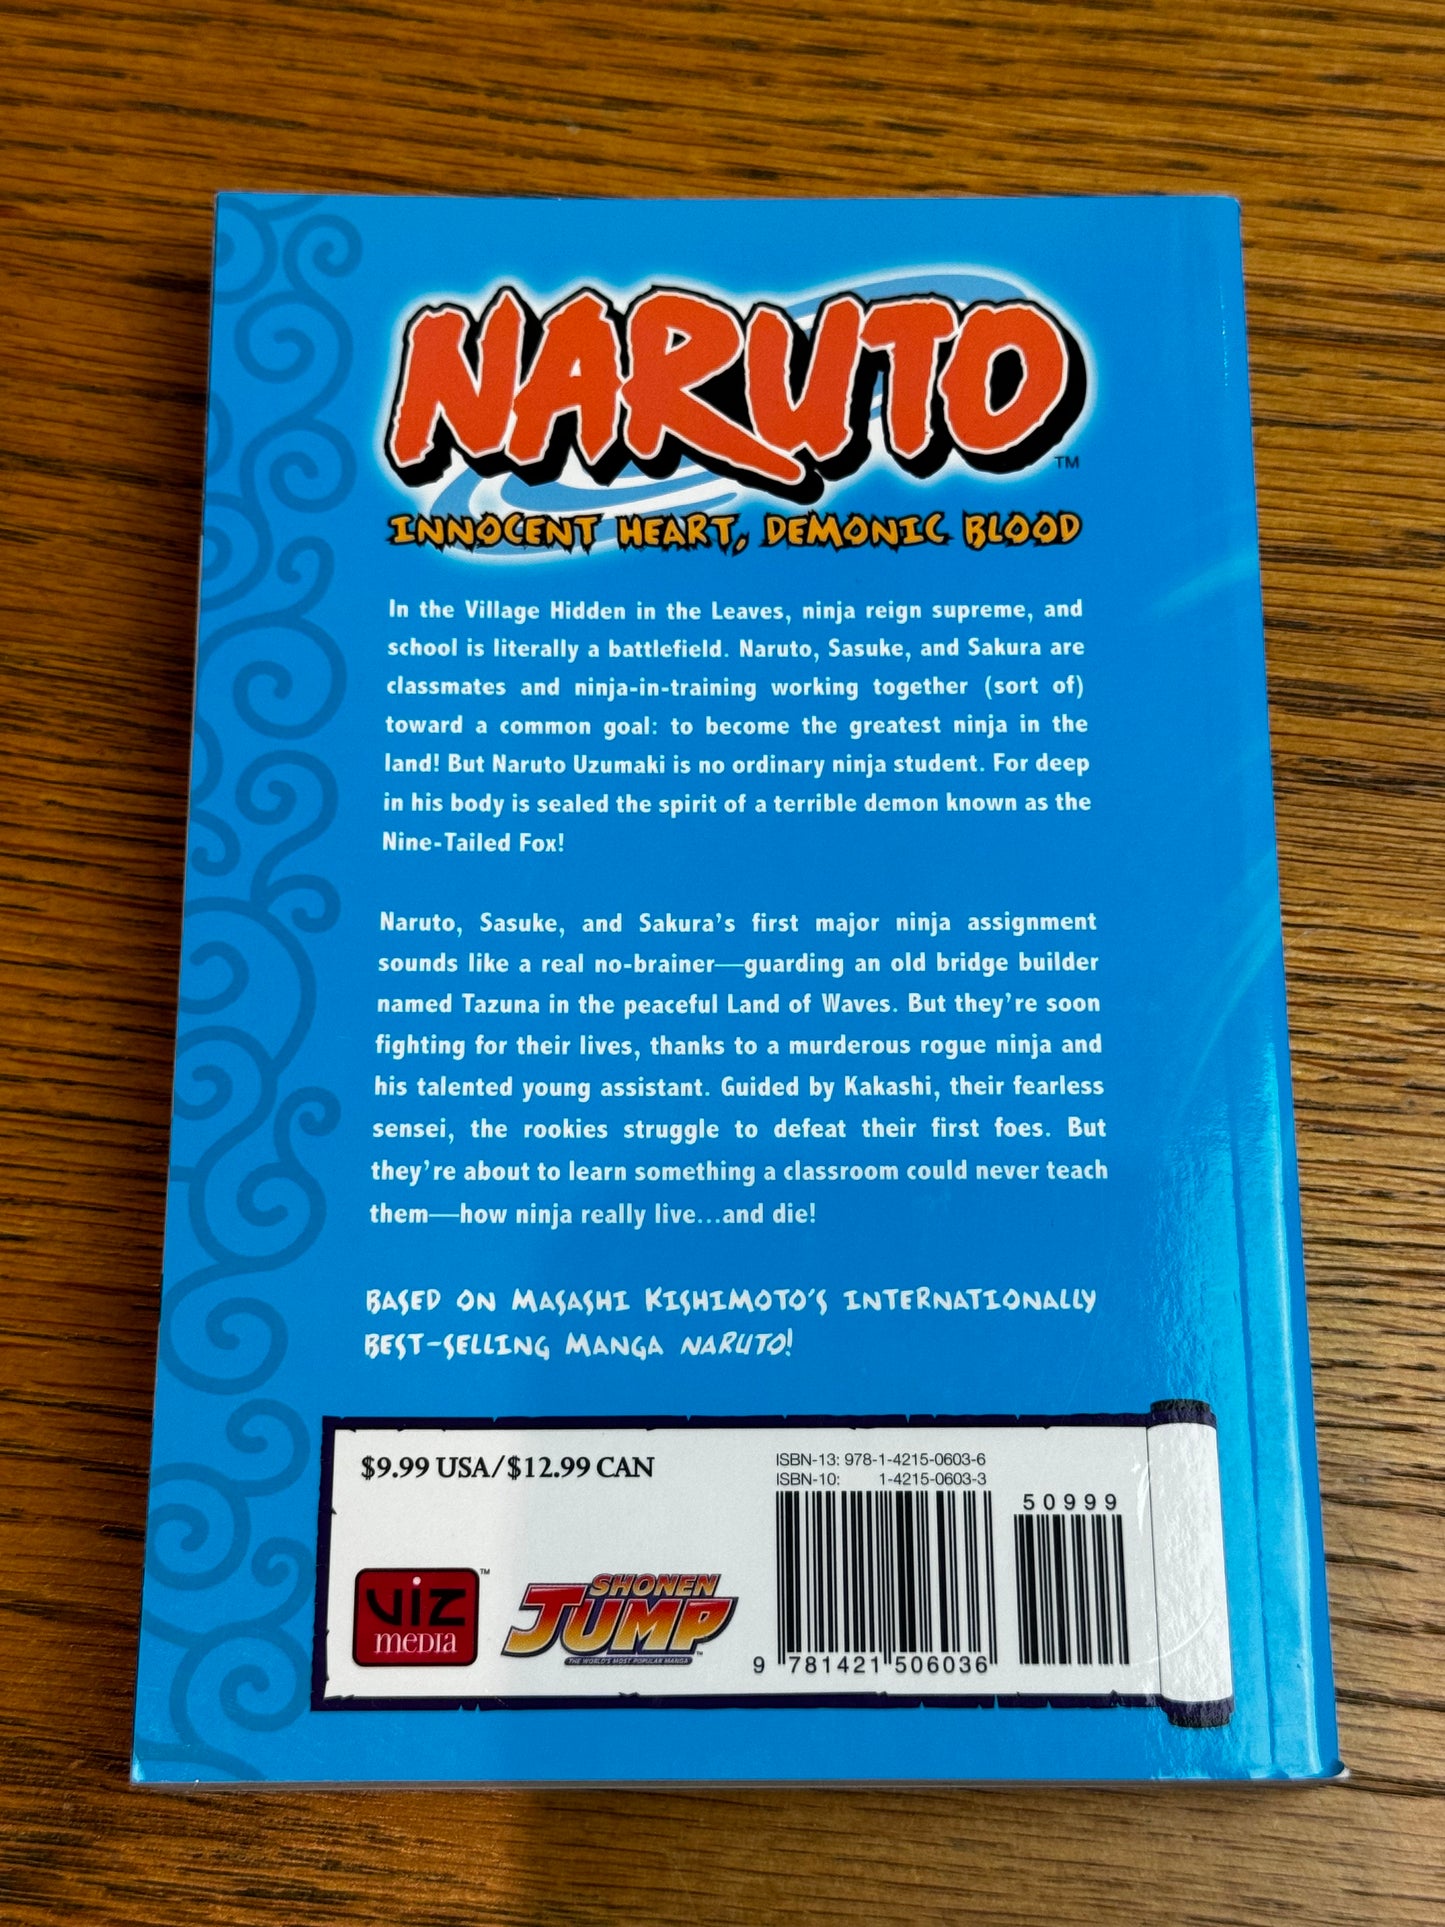 NARUTO
TM
INNOCENT HEART, DEMONIC BLOOD
In the Village Hidden in the Leaves, ninja reign supreme, and
school is literally a battlefield. Naruto, Sasuke, and Sakura are
classmates and ninja-in-training working together (sort of)
toward a common goal: to become the greatest ninja in the
land! But Naruto Uzumaki is no ordinary ninja student. For deep
in his body is sealed the spirit of a terrible demon known as the
Nine-Tailed Fox!
Naruto, Sasuke, and Sakura's first major ninja assignment
sounds like a real no-brainer—guarding an old bridge builder
named Tazuna in the peaceful Land of Waves. But they're soon
fighting for their lives, thanks to a murderous rogue ninja and
his talented young assistant. Guided by Kakashi, their fearless
sensei, the rookies struggle to defeat their first foes. But
they're about to learn something a classroom could never teach
them—how ninja really live...and die!
BASED ON MASASHI KISHIMOTO'S INTERNATIONALLY
BEST-SELLING MANGA NARUTO!
$9.99 USA/$12.99 CAN
ISBN-13: 978-1-4215-0603-6
ISBN-10: 1-4215-0603-3
50999
VIZ
MEDIA
TM
SHONEN
JUMP
TM
THE WORLD'S MOST POPULAR MANGA
9 781421 506036